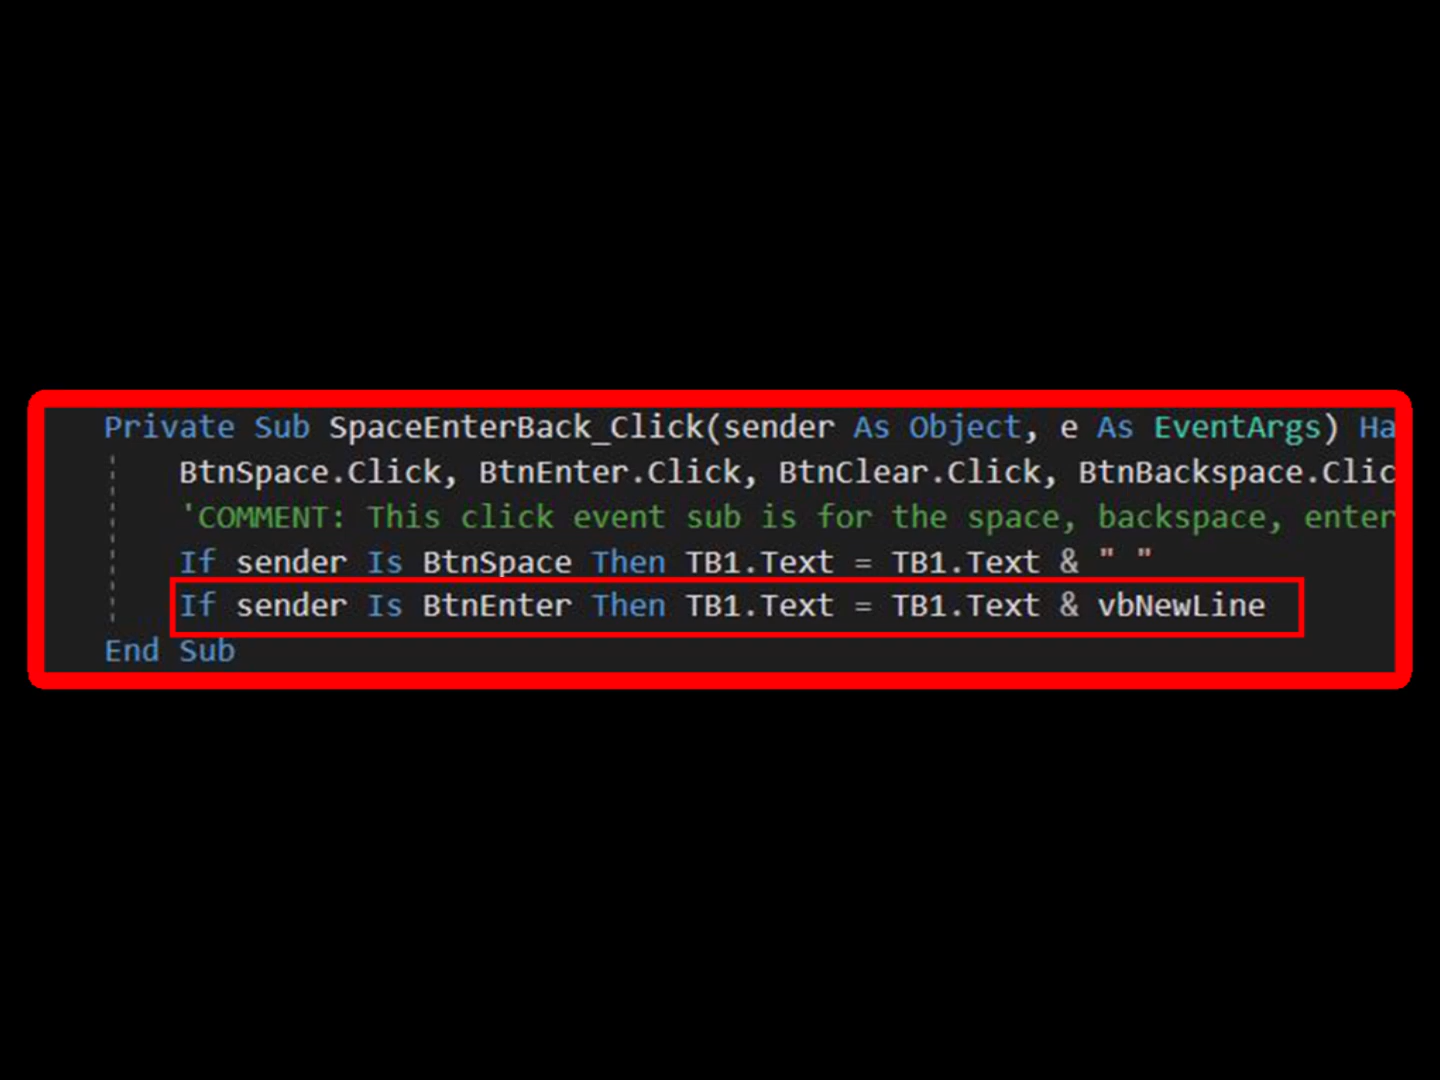 Private Sub SpaceEnterBack_Click(sender As Object, e As EventArgs) Ha
BtnSpace.Click, BtnEnter.Click, BtnClear.Click, BtnBackspace.Clic
'COMMENT: This click event sub is for the space, backspace, enter
If sender Is BtnSpace Then TB1.Text = TB1.Text & " "
If sender Is BtnEnter Then TB1.Text = TB1.Text & vbNewLine
End Sub